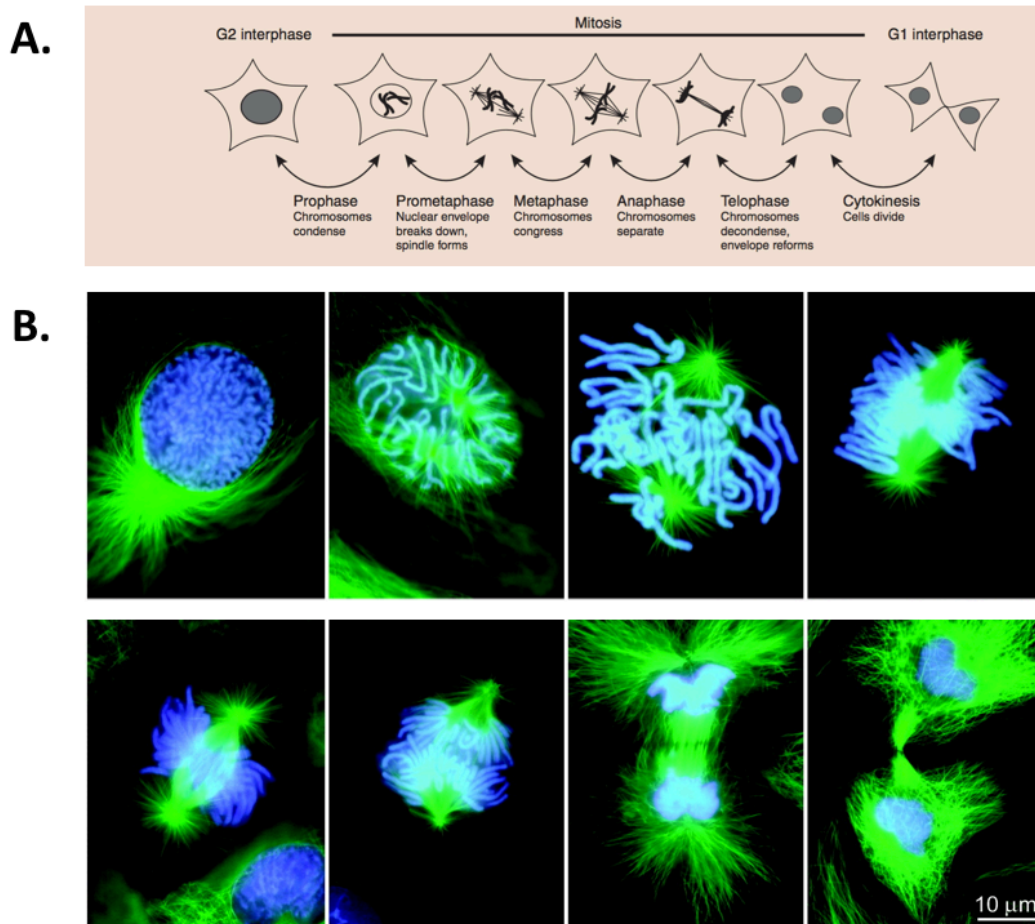 A.
G2 interphase
Mitosis
G1 interphase
Prophase
Chromosomes
condense
Prometaphase
Nuclear envelope
breaks down,
spindle forms
Metaphase
Chromosomes
congress
Anaphase
Chromosomes
separate
Telophase
Chromosomes
decondense,
envelope reforms
Cytokinesis
Cells divide
B.
10 μm